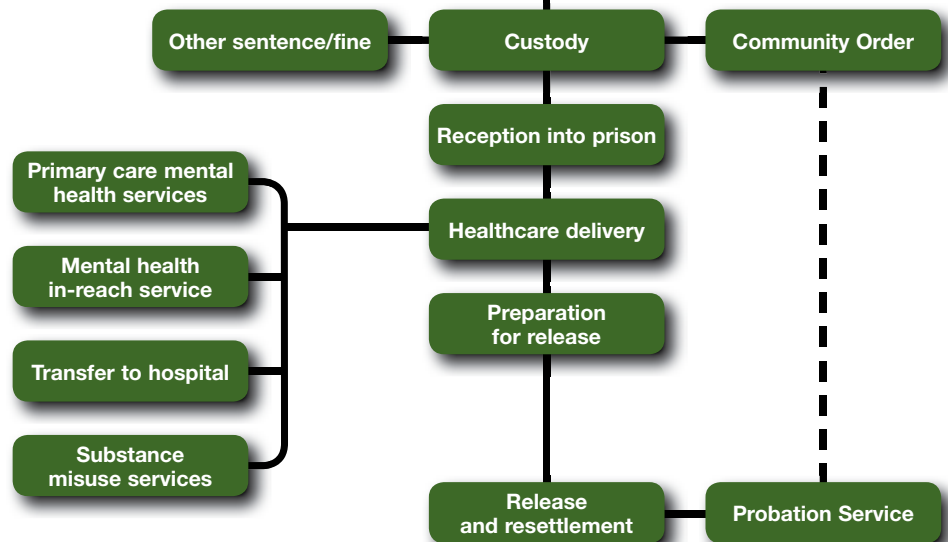 Other sentence/fine
Custody
Community Order
Reception into prison
Primary care mental
health services
Healthcare delivery
Mental health
in-reach service
Preparation
for release
Transfer to hospital
Substance
misuse services
Release
and resettlement
Probation Service